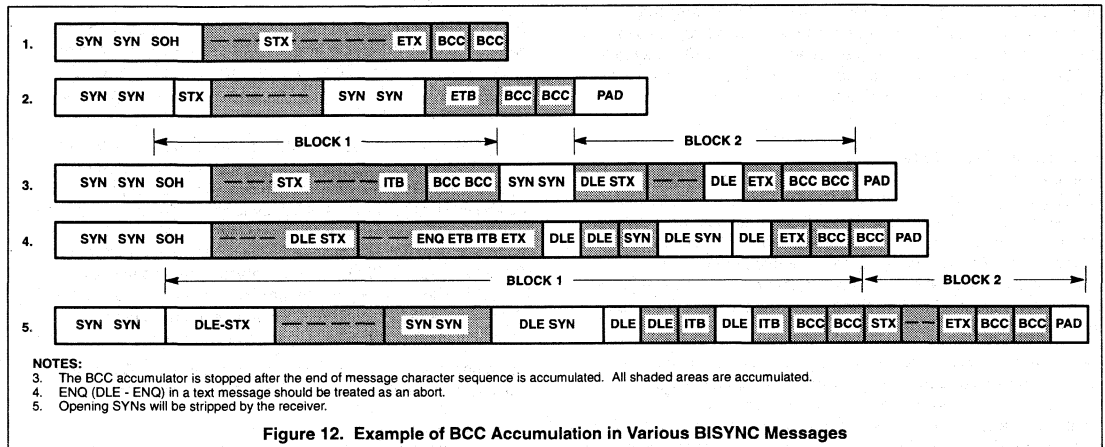 1. SYN SYN SOH — — — STX — — — — — ETX BCC BCC
2. SYN SYN STX — — — — SYN SYN ETB BCC BCC PAD
BLOCK 1 BLOCK 2
3. SYN SYN SOH — — — STX — — — — ITB BCC BCC SYN SYN DLE STX — — DLE ETX BCC BCC PAD
4. SYN SYN SOH — — — — DLE STX — — — ENQ ETB ITB ETX DLE DLE SYN DLE SYN DLE ETX BCC BCC PAD
BLOCK 1 BLOCK 2
5. SYN SYN DLE-STX — — — — SYN SYN DLE SYN DLE DLE ITB DLE ITB BCC BCC STX — — ETX BCC BCC PAD
NOTES:
3. The BCC accumulator is stopped after the end of message character sequence is accumulated. All shaded areas are accumulated.
4. ENQ (DLE - ENQ) in a text message should be treated as an abort.
5. Opening SYNs will be stripped by the receiver.
Figure 12. Example of BCC Accumulation in Various BISYNC Messages